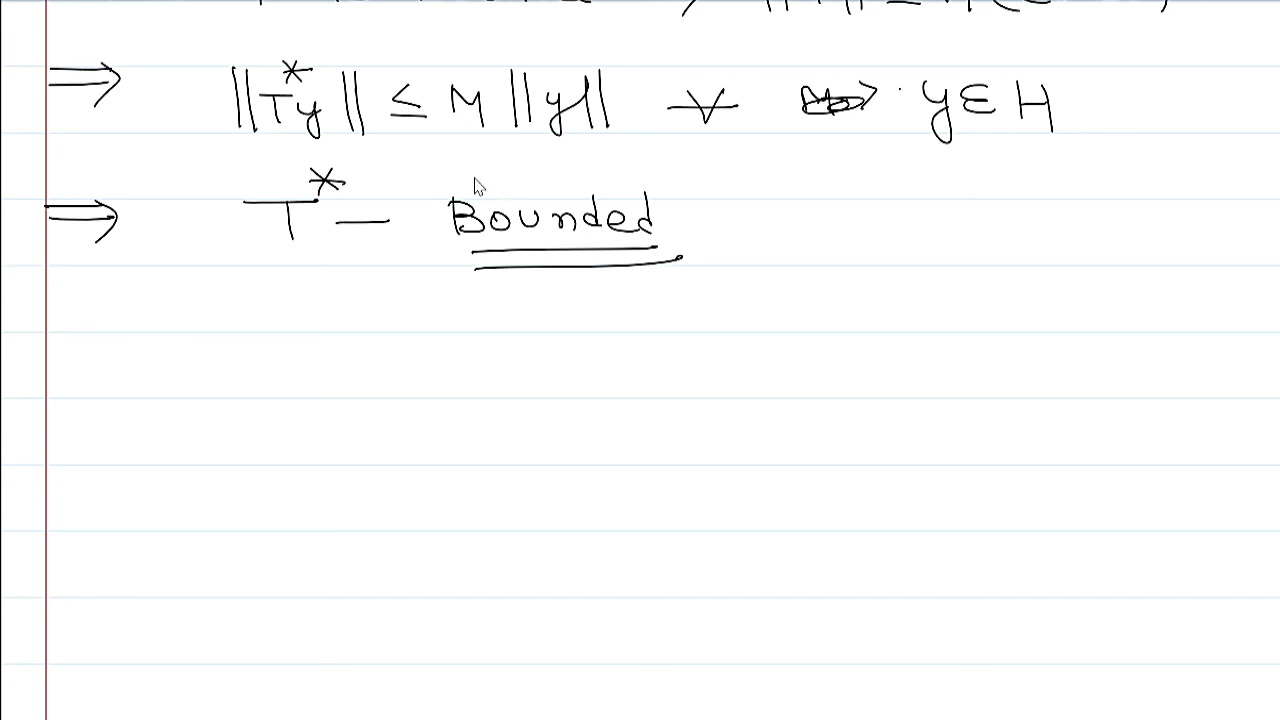 ⇒ ||T*y|| ≤ M ||y|| ∀ y ∈ H
⇒ T* — Bounded